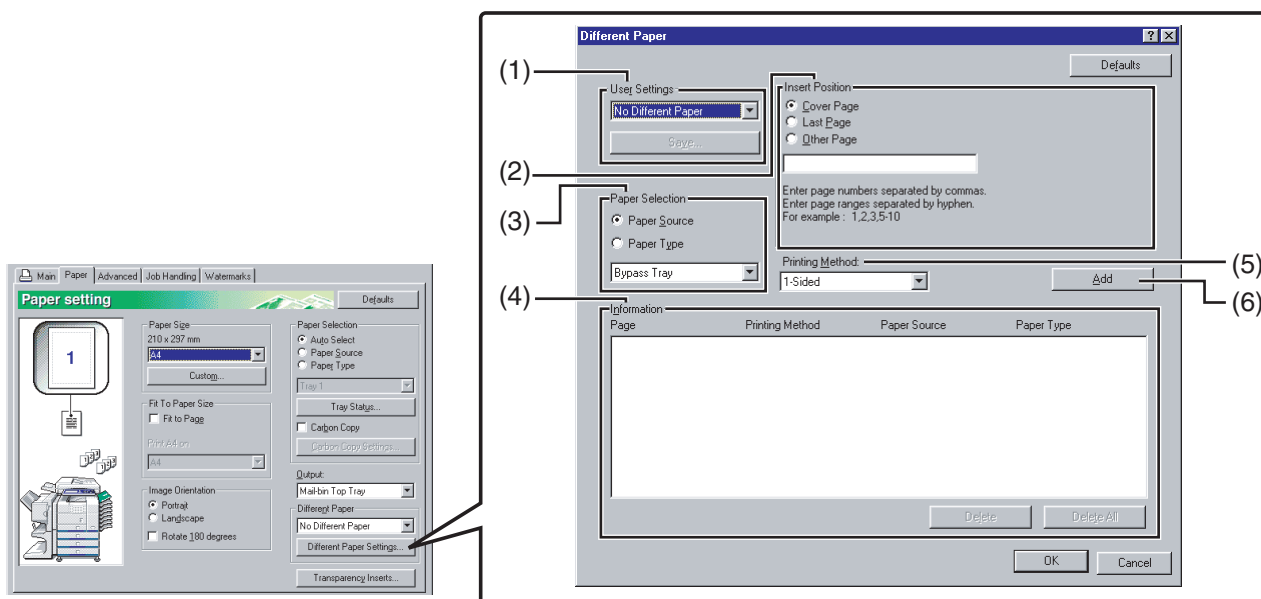 Main
Paper
Advanced
Job Handling
Watermarks
Paper setting
Defaults
1
Paper Size
210 x 297 mm
A4
Custom...
Fit To Paper Size
Fit to Page
Print A4 on
A4
Image Orientation
Portrait
Landscape
Rotate 180 degrees
Paper Selection
Auto Select
Paper Source
Paper Type
Tray 1
Tray Status...
Carbon Copy
Carbon Copy Settings...
Output:
Mail-bin Top Tray
Different Paper
No Different Paper
Different Paper Settings...
Transparency Inserts...
Different Paper
Defaults
(1)
User Settings
No Different Paper
Save...
(2)
Insert Position
Cover Page
Last Page
Other Page
Enter page numbers separated by commas.
Enter page ranges separated by hyphen.
For example : 1,2,3,5-10
(3)
Paper Selection
Paper Source
Paper Type
Bypass Tray
Printing Method:
1-Sided
(5)
Add
(6)
(4)
Information
Page Printing Method Paper Source Paper Type
Delete
Delete All
OK
Cancel